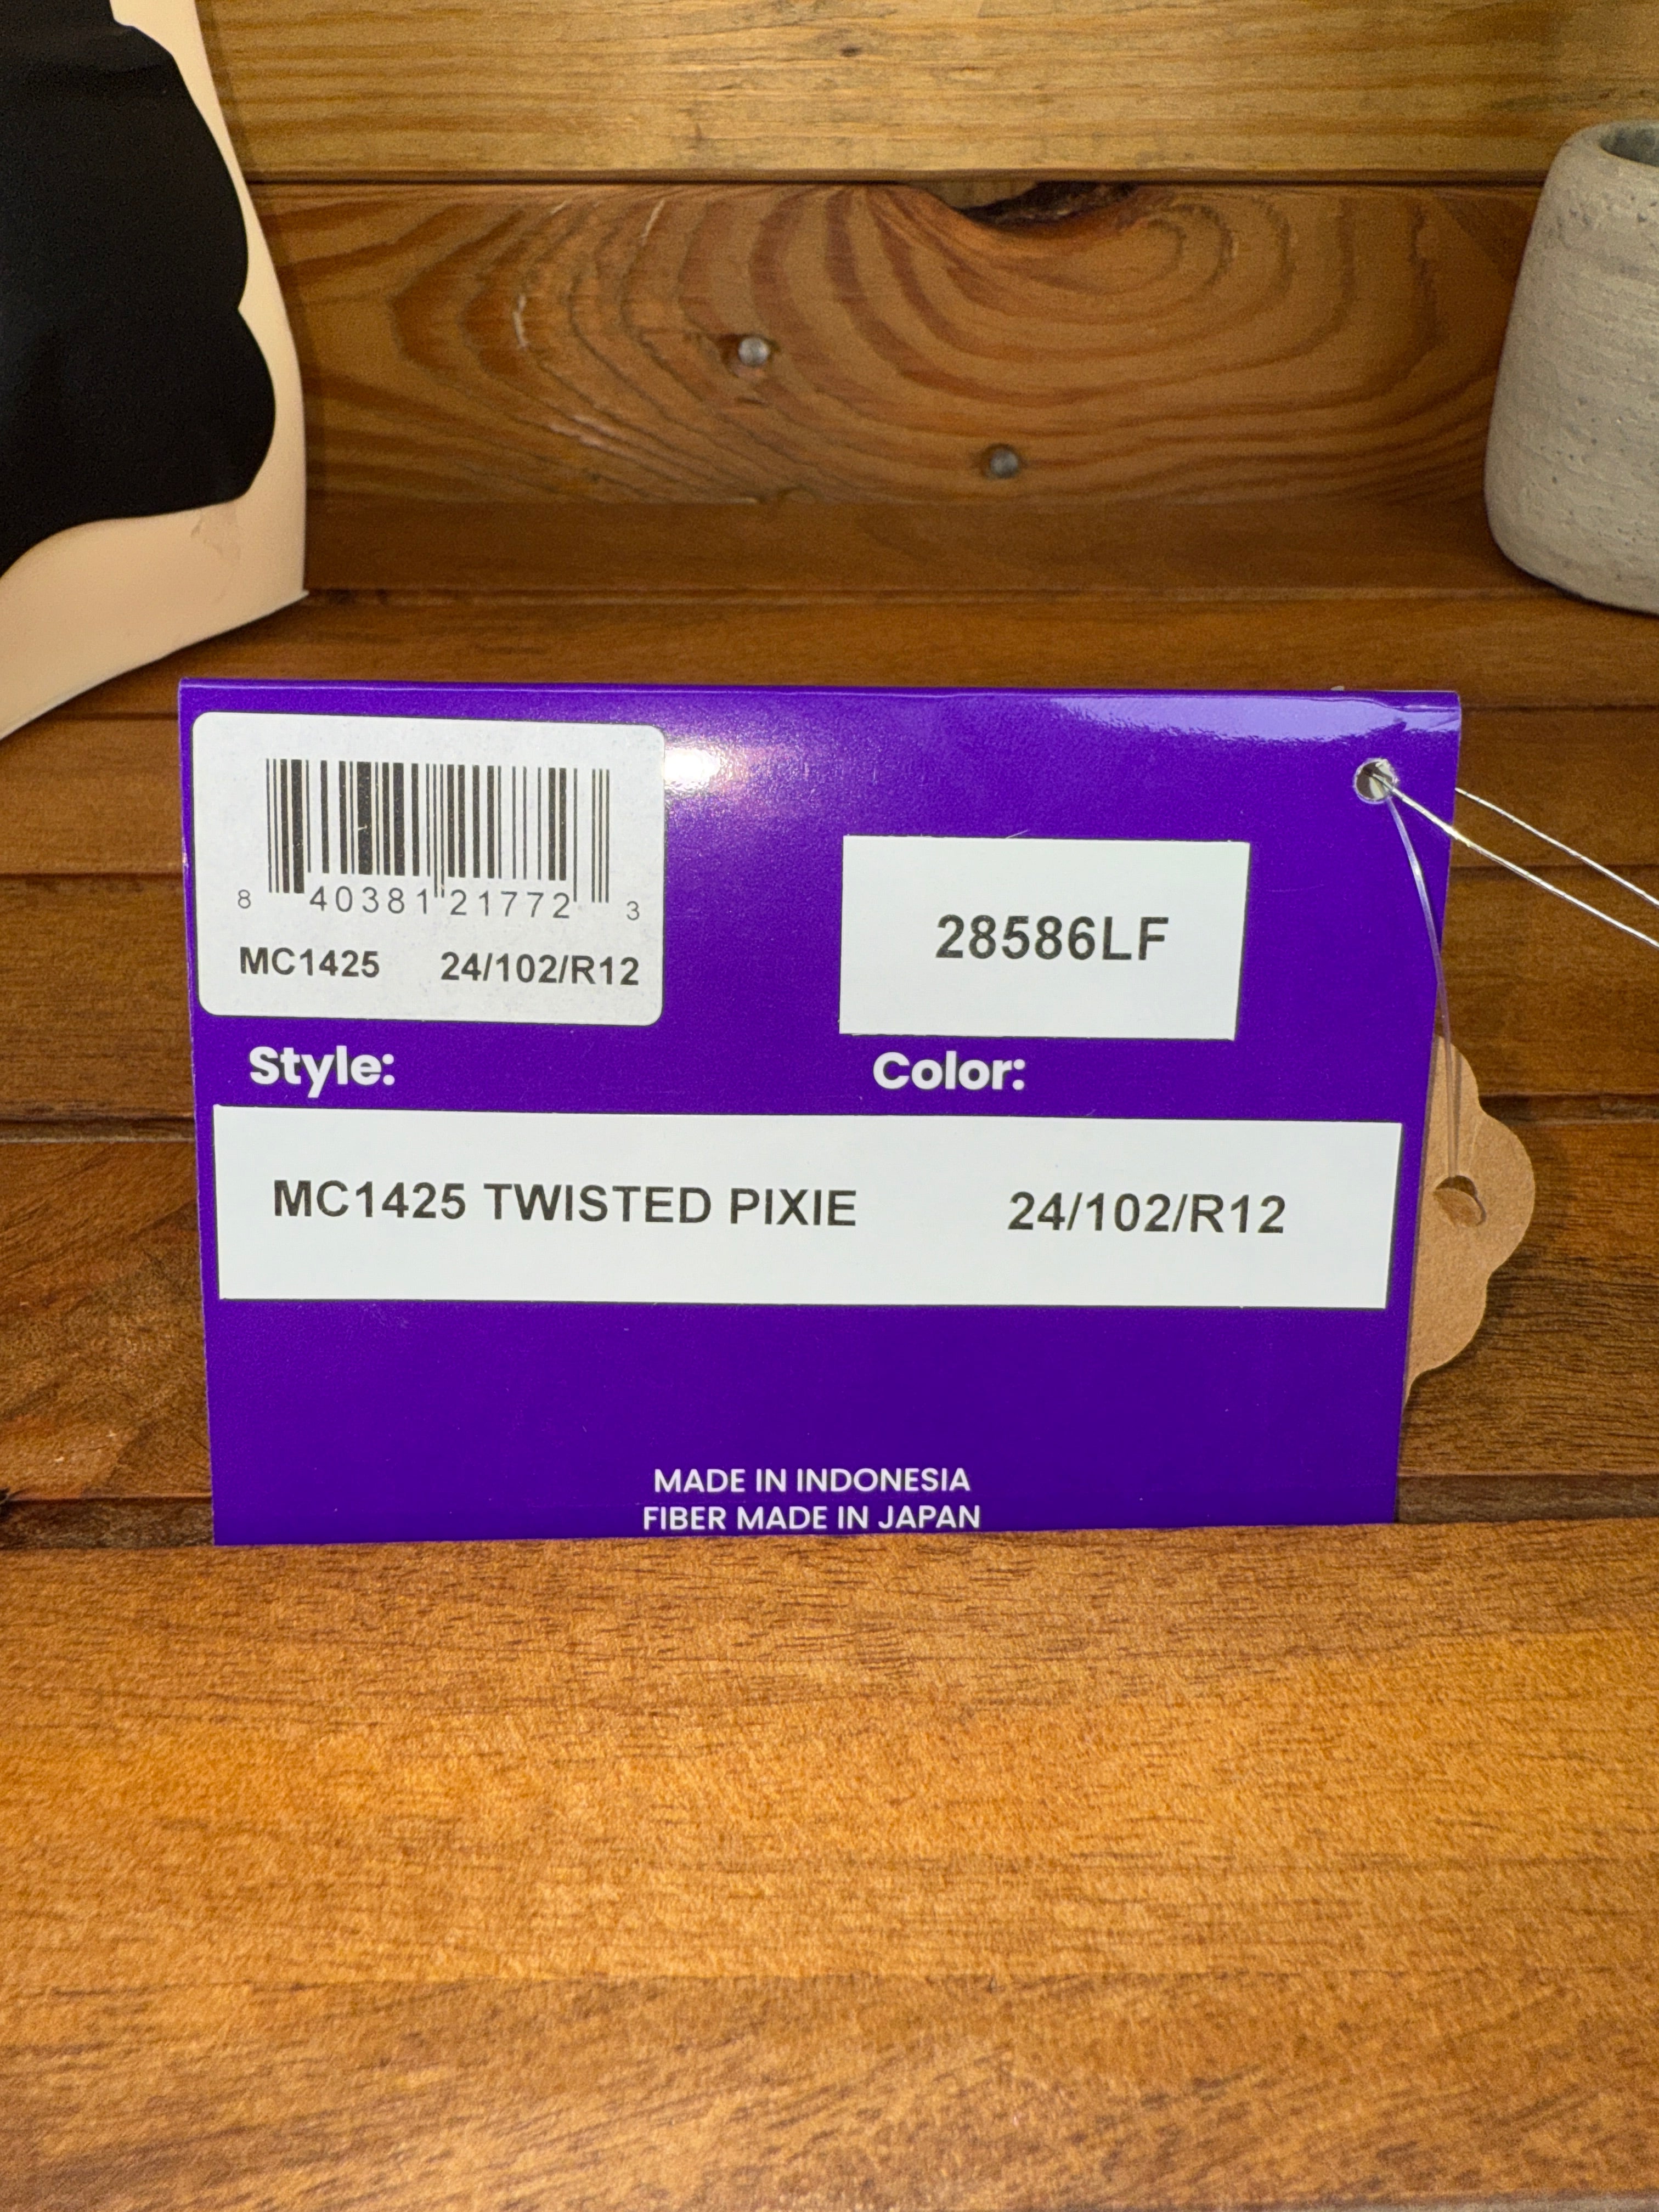 8 40381 21772 3
MC1425 24/102/R12
28586LF
Style: Color:
MC1425 TWISTED PIXIE 24/102/R12
MADE IN INDONESIA
FIBER MADE IN JAPAN